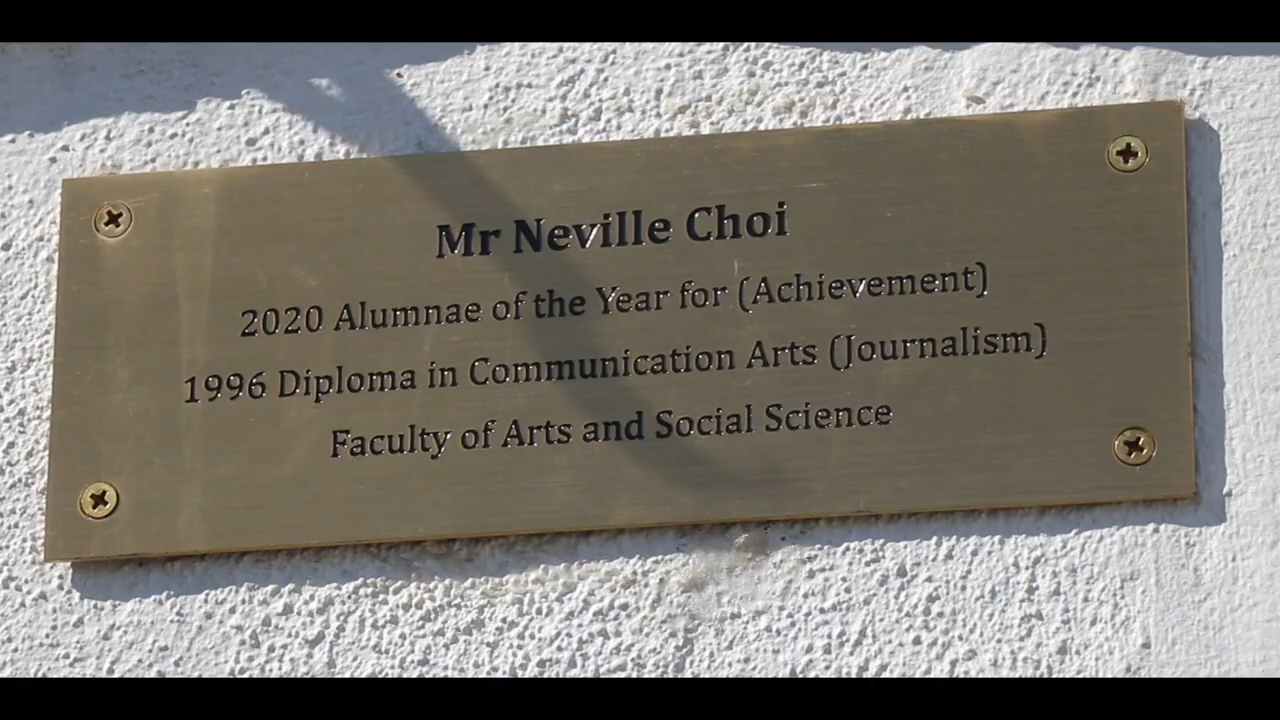 Mr Neville Choi
2020 Alumnae of the Year for (Achievement)
1996 Diploma in Communication Arts (Journalism)
Faculty of Arts and Social Science